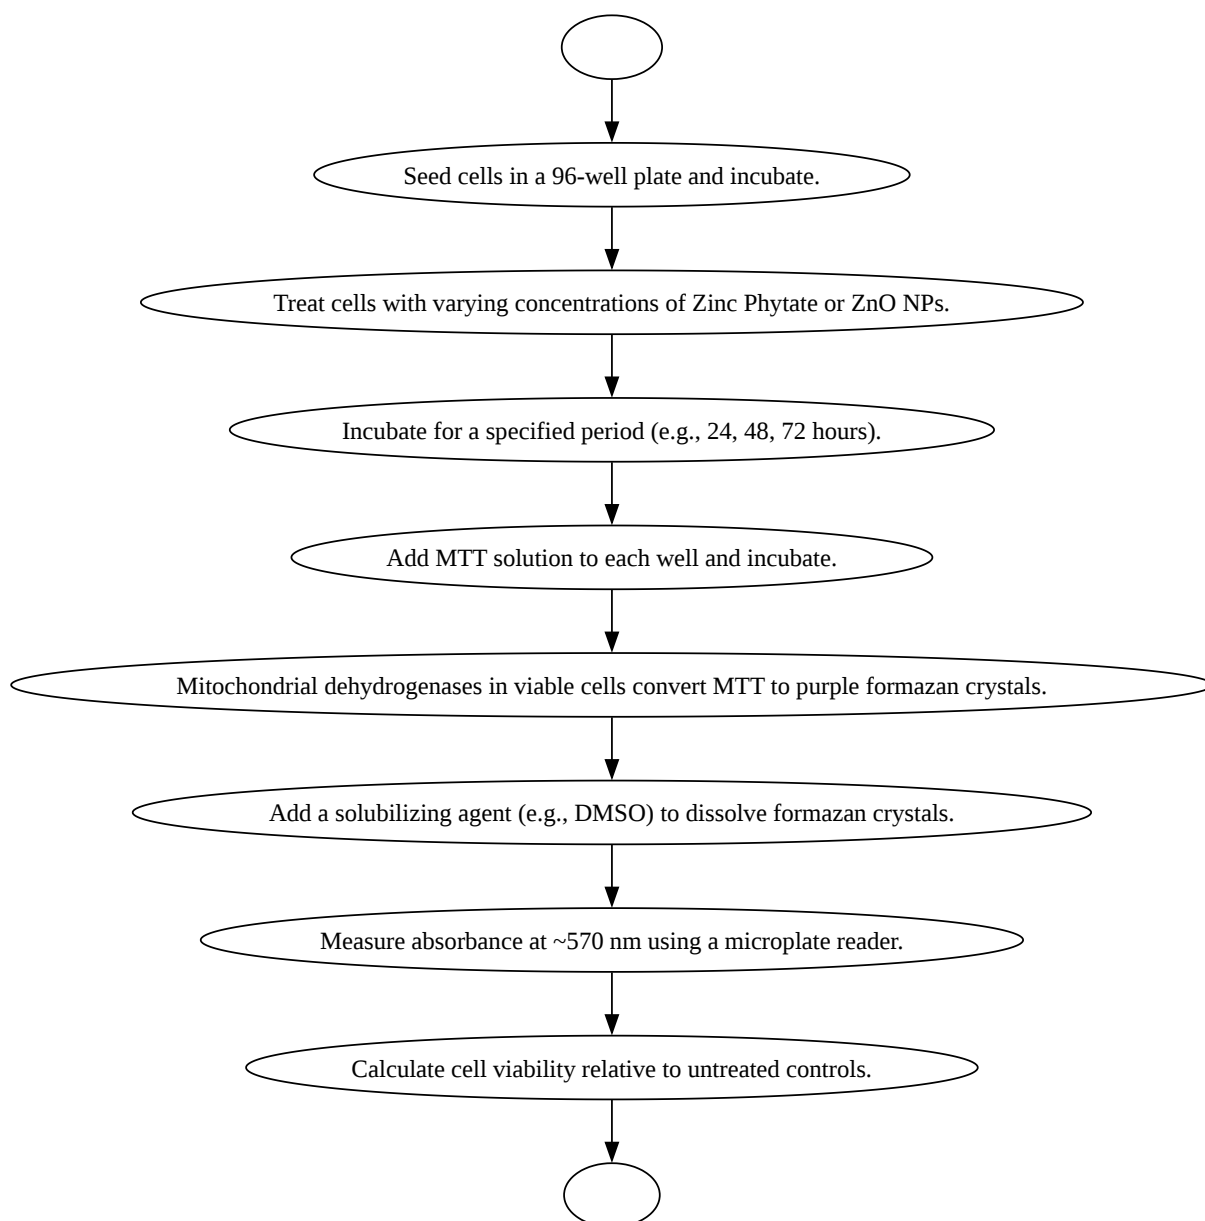 Seed cells in a 96-well plate and incubate.
Treat cells with varying concentrations of Zinc Phytate or ZnO NPs.
Incubate for a specified period (e.g., 24, 48, 72 hours).
Add MTT solution to each well and incubate.
Mitochondrial dehydrogenases in viable cells convert MTT to purple formazan crystals.
Add a solubilizing agent (e.g., DMSO) to dissolve formazan crystals.
Measure absorbance at ~570 nm using a microplate reader.
Calculate cell viability relative to untreated controls.